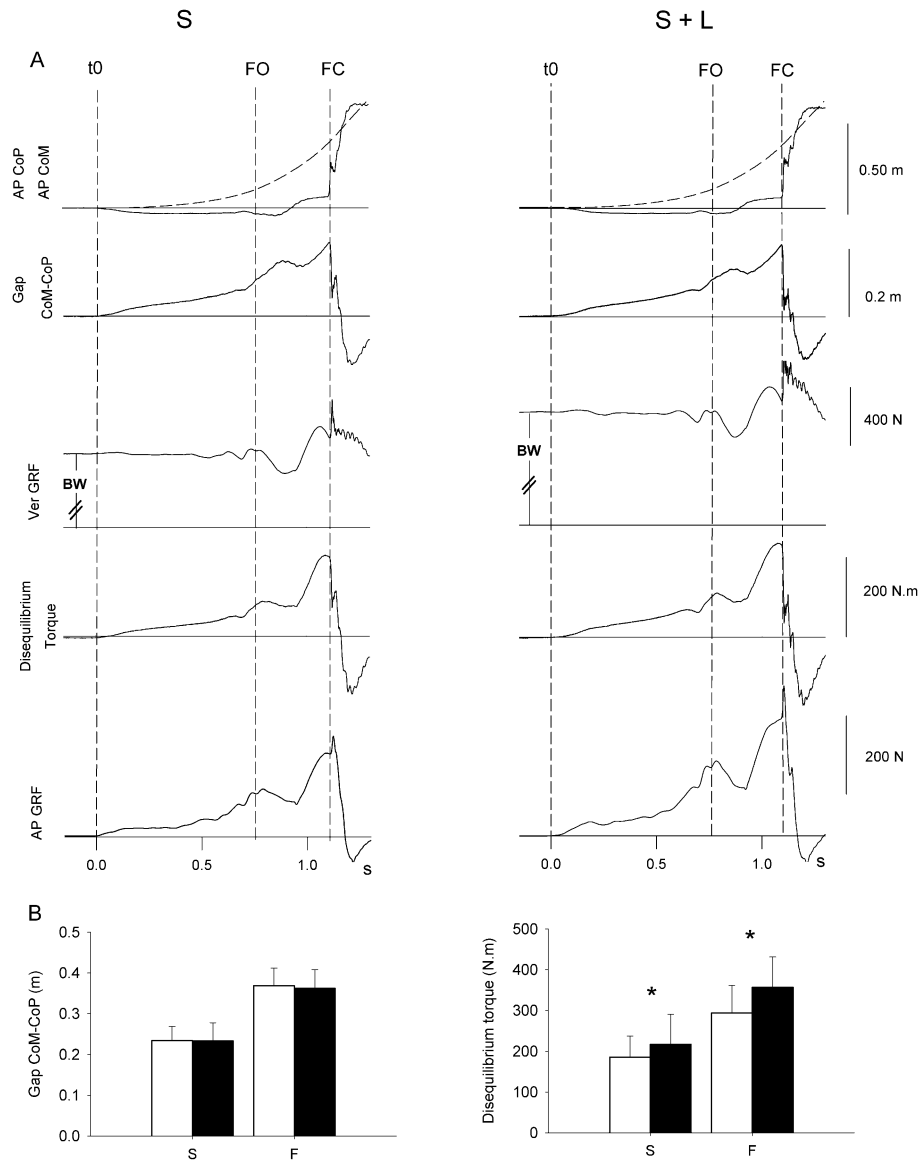 S
S + L
A
t0
FO
FC
t0
FO
FC
AP CoP
AP CoM
0.50 m
Gap
CoM-CoP
0.2 m
Ver GRF
BW
BW
400 N
Disequilibrium
Torque
200 N.m
AP GRF
200 N
0.0
0.5
1.0
s
0.0
0.5
1.0
s
B
Gap CoM-CoP (m)
0.5
0.4
0.3
0.2
0.1
0.0
S
F
Disequilibrium torque (N.m)
500
400
300
200
100
0
*
*
S
F